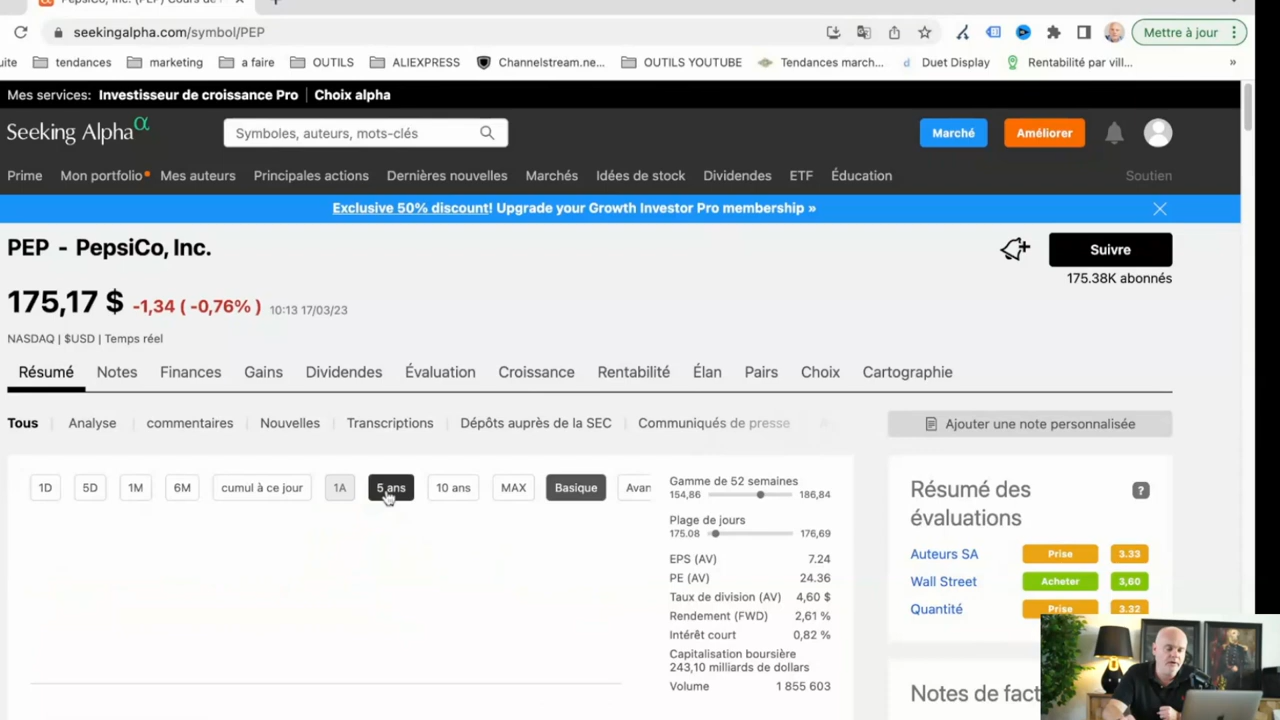 PepsiCo, Inc. (PEP) Cours de
seekingalpha.com/symbol/PEP
Mettre à jour
uite tendances marketing a faire OUTILS ALIEXPRESS Channelstream.ne... OUTILS YOUTUBE Tendances march... Duet Display Rentabilité par vill... »
Mes services: Investisseur de croissance Pro | Choix alpha
Seeking Alpha α
Symboles, auteurs, mots-clés
Marché
Améliorer
Prime Mon portfolio Mes auteurs Principales actions Dernières nouvelles Marchés Idées de stock Dividendes ETF Éducation Soutien
Exclusive 50% discount! Upgrade your Growth Investor Pro membership »
PEP - PepsiCo, Inc.
Suivre
175.38K abonnés
175,17 $ -1,34 ( -0,76% ) 10:13 17/03/23
NASDAQ | $USD | Temps réel
Résumé Notes Finances Gains Dividendes Évaluation Croissance Rentabilité Élan Pairs Choix Cartographie
Tous Analyse commentaires Nouvelles Transcriptions Dépôts auprès de la SEC Communiqués de presse
Ajouter une note personnalisée
1D 5D 1M 6M cumul à ce jour 1A 5 ans 10 ans MAX Basique Avan
Gamme de 52 semaines
154,86 186,84
Plage de jours
175.08 176,69
EPS (AV) 7.24
PE (AV) 24.36
Taux de division (AV) 4,60 $
Rendement (FWD) 2,61 %
Intérêt court 0,82 %
Capitalisation boursière
243,10 milliards de dollars
Volume 1 855 603
Résumé des
évaluations
?
Auteurs SA Prise 3.33
Wall Street Acheter 3,60
Quantité Prise 3.32
Notes de fact